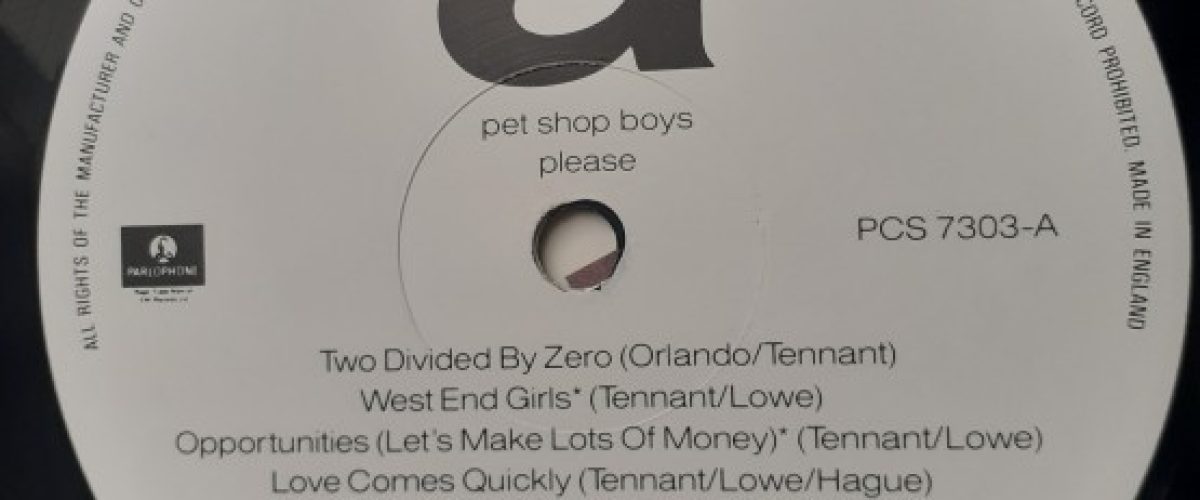 a
pet shop boys
please
PCS 7303-A
PARLOPHONE
ALL RIGHTS OF THE MANUFACTURER AND
RECORD PROHIBITED. MADE IN ENGLAND
Two Divided By Zero (Orlando/Tennant)
West End Girls* (Tennant/Lowe)
Opportunities (Let's Make Lots Of Money)* (Tennant/Lowe)
Love Comes Quickly (Tennant/Lowe/Hague)